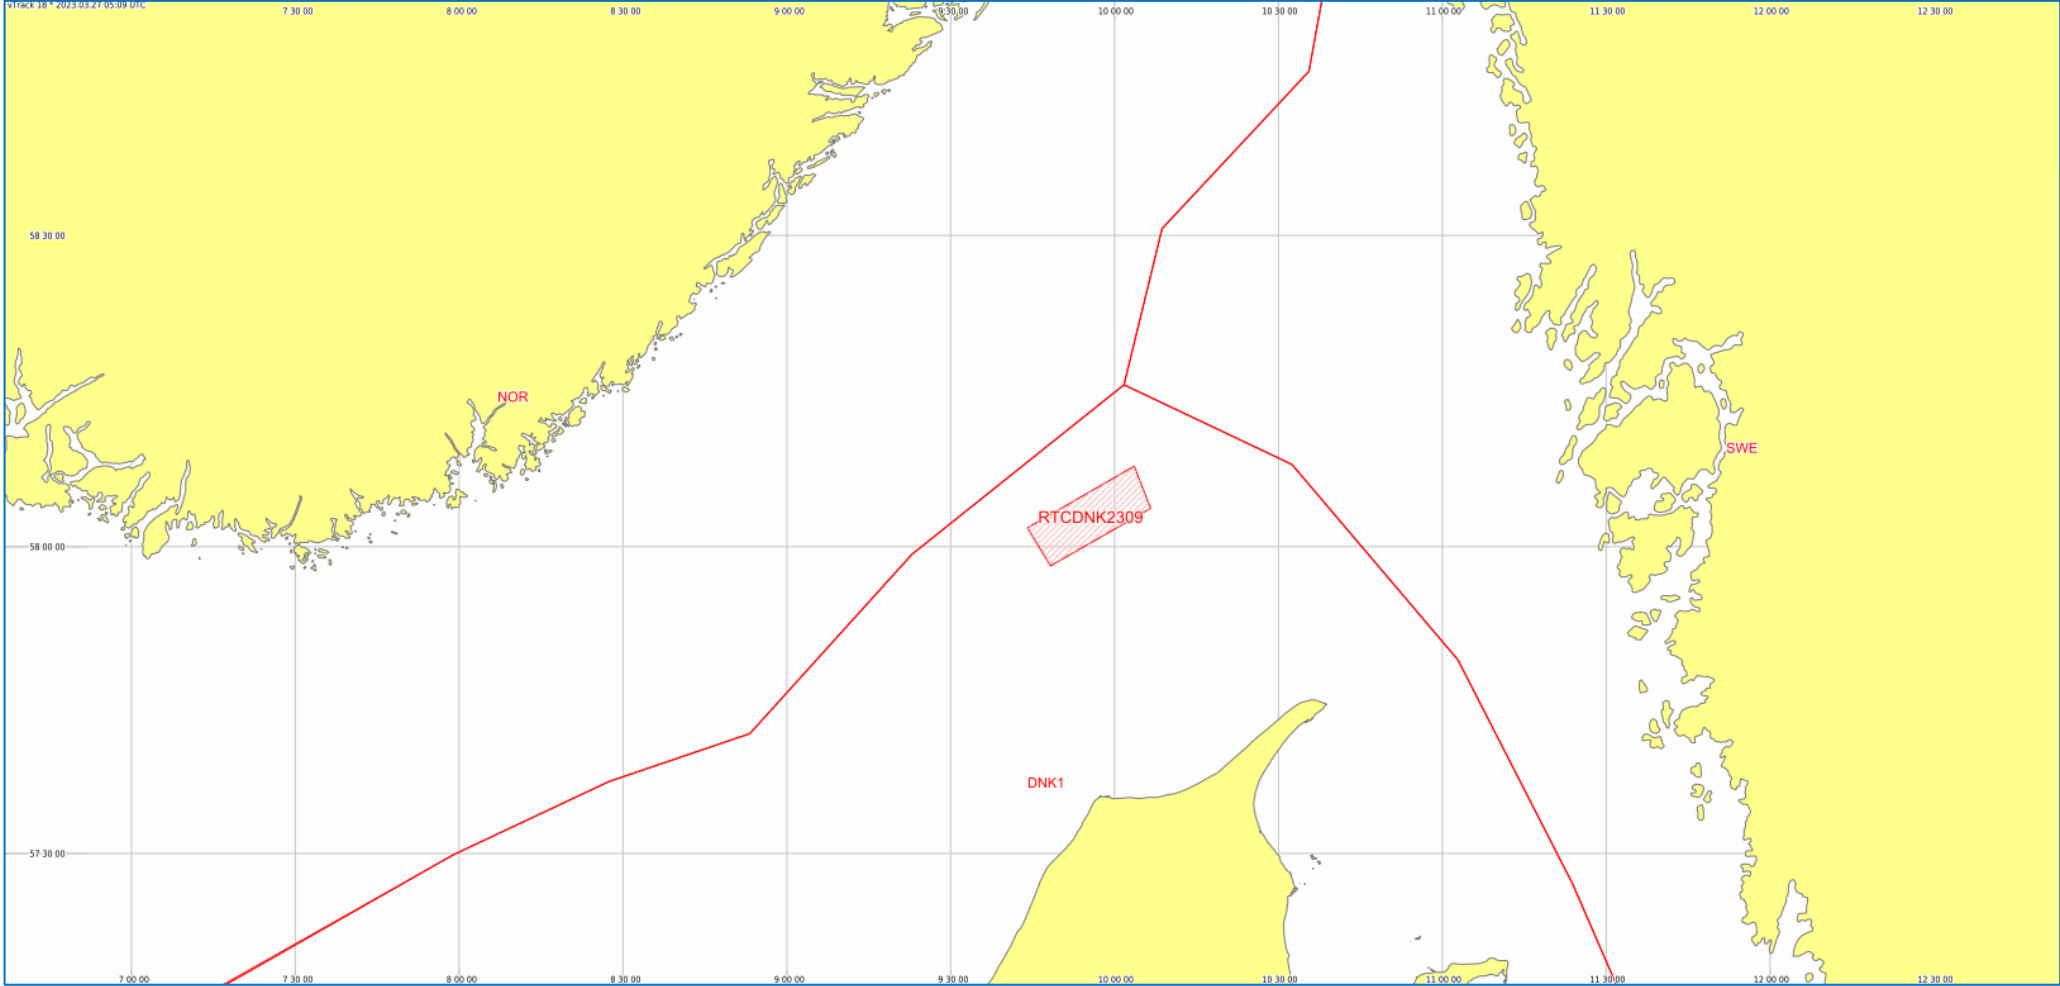 vTrack 18 * 2023.03.27 05:09 UTC
7 30 00 8 00 00 8 30 00 9 00 00 9 30 00 10 00 00 10 30 00 11 00 00 11 30 00 12 00 00 12 30 00
58 30 00
NOR
SWE
RTCDNK2309
58 00 00
DNK1
57 30 00
7 00 00 7 30 00 8 00 00 8 30 00 9 00 00 9 30 00 10 00 00 10 30 00 11 00 00 11 30 00 12 00 00 12 30 00